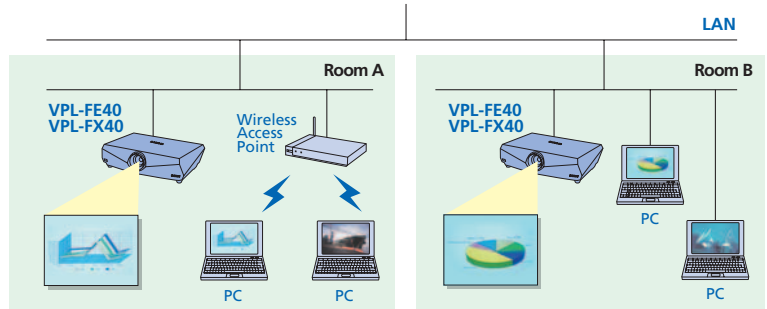 LAN
Room A
VPL-FE40
VPL-FX40
Wireless
Access
Point
PC
PC
Room B
VPL-FE40
VPL-FX40
PC
PC